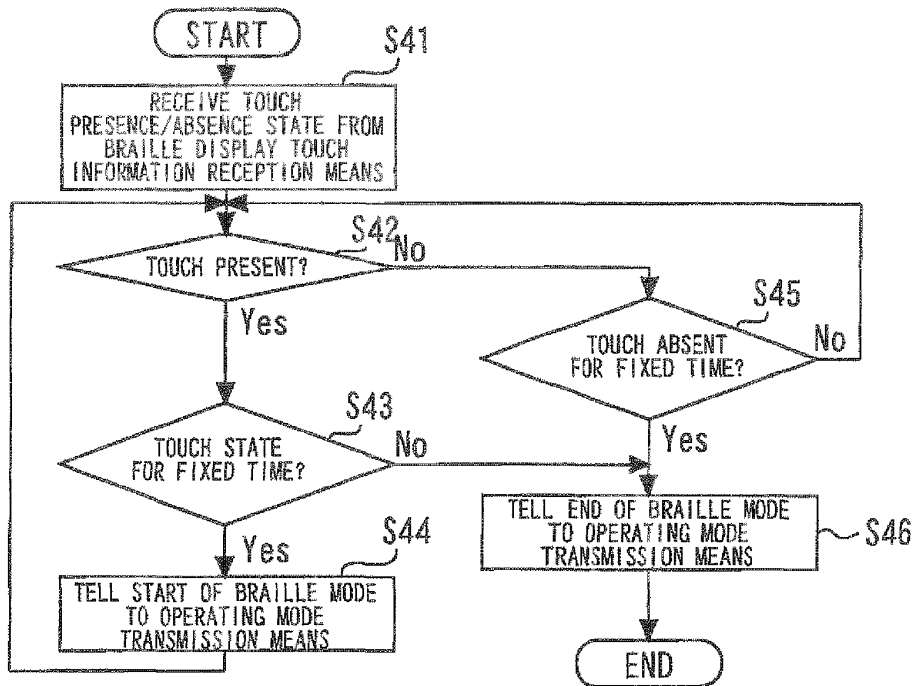 START
S41
RECEIVE TOUCH
PRESENCE/ABSENCE STATE FROM
BRAILLE DISPLAY TOUCH
INFORMATION RECEPTION MEANS
S42
TOUCH PRESENT?
No
Yes
S45
TOUCH ABSENT
FOR FIXED TIME?
No
Yes
S43
TOUCH STATE
FOR FIXED TIME?
No
Yes
S44
TELL START OF BRAILLE MODE
TO OPERATING MODE
TRANSMISSION MEANS
TELL END OF BRAILLE MODE
TO OPERATING MODE
TRANSMISSION MEANS
S46
END